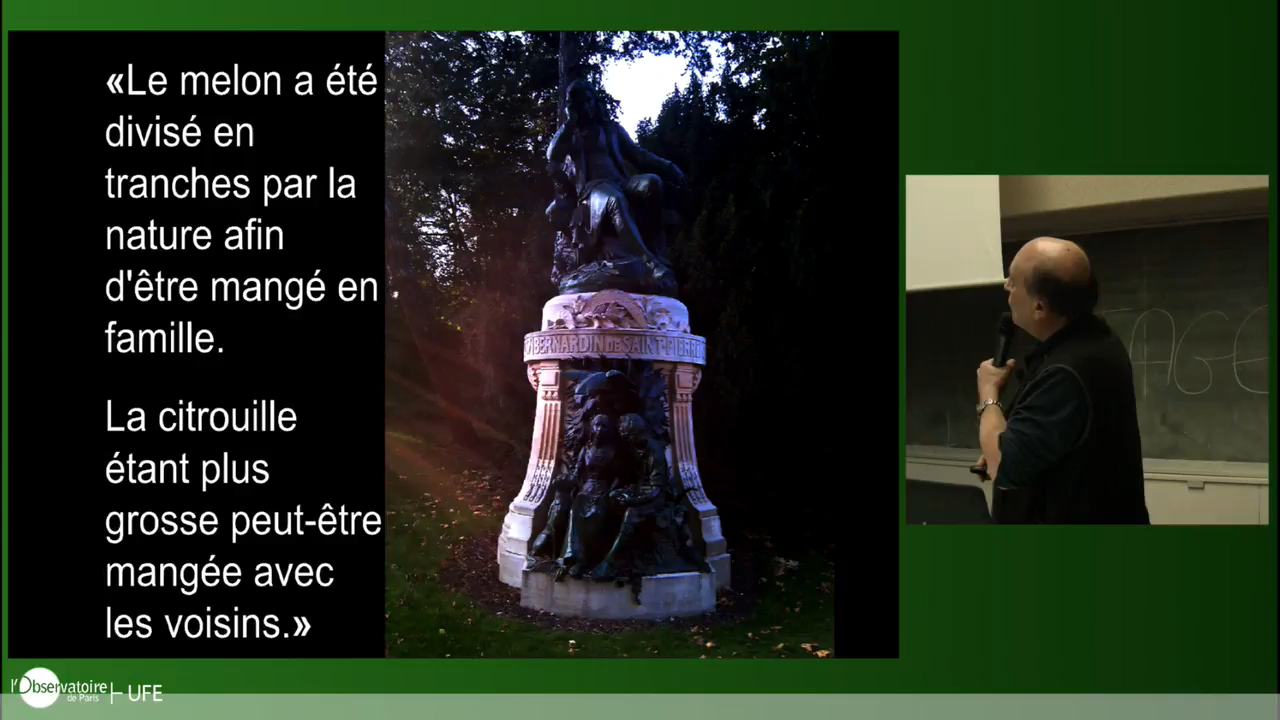 «Le melon a été
divisé en
tranches par la
nature afin
d'être mangé en
famille.
La citrouille
étant plus
grosse peut-être
mangée avec
les voisins.»
BERNARDIN DE SAINT-PIERRE
l'Observatoire
de Paris
UFE